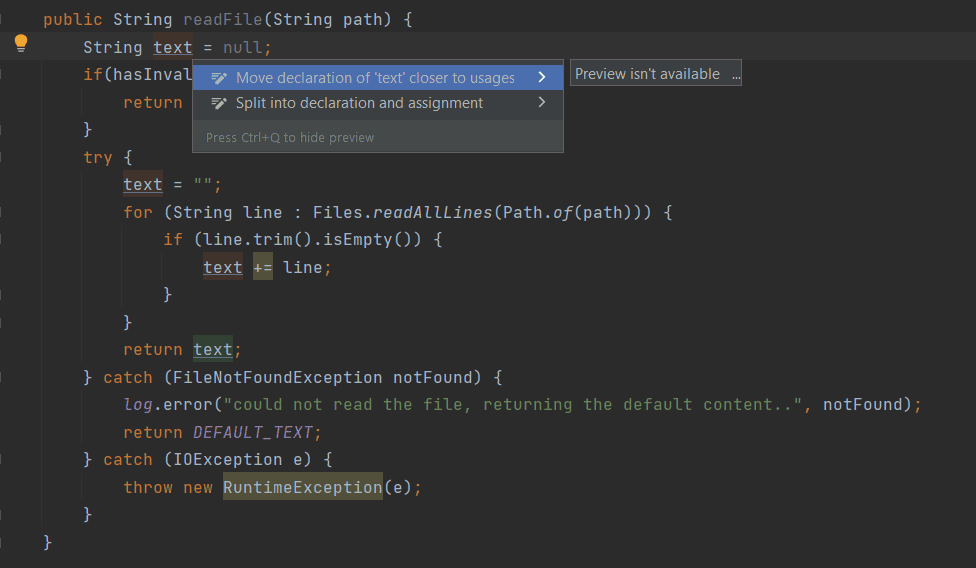 public String readFile(String path) {
String text = null;
if(hasInval
Move declaration of 'text' closer to usages
Preview isn't available ...
return
Split into declaration and assignment
}
Press Ctrl+Q to hide preview
try {
text = "";
for (String line : Files.readAllLines(Path.of(path))) {
if (line.trim().isEmpty()) {
text += line;
}
}
return text;
} catch (FileNotFoundException notFound) {
log.error("could not read the file, returning the default content..", notFound);
return DEFAULT_TEXT;
} catch (IOException e) {
throw new RuntimeException(e);
}
}